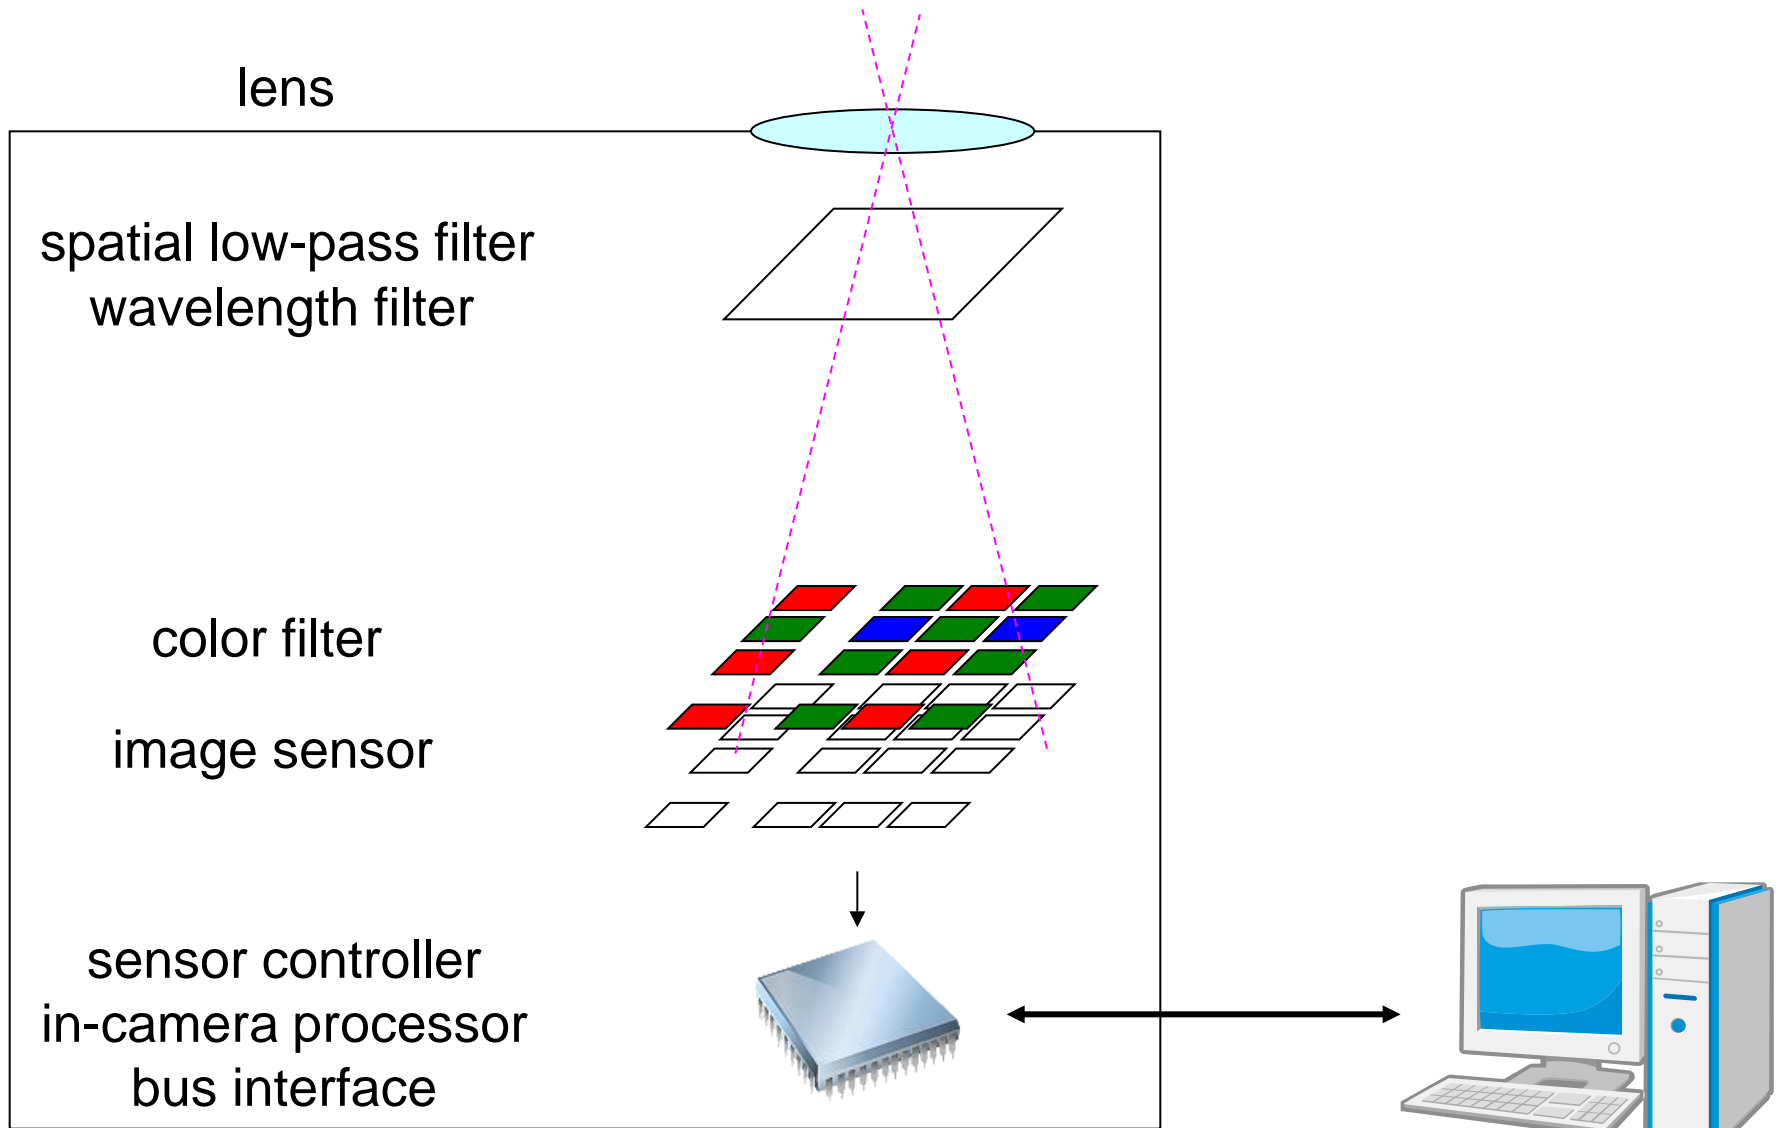 lens
spatial low-pass filter
wavelength filter
color filter
image sensor
sensor controller
in-camera processor
bus interface